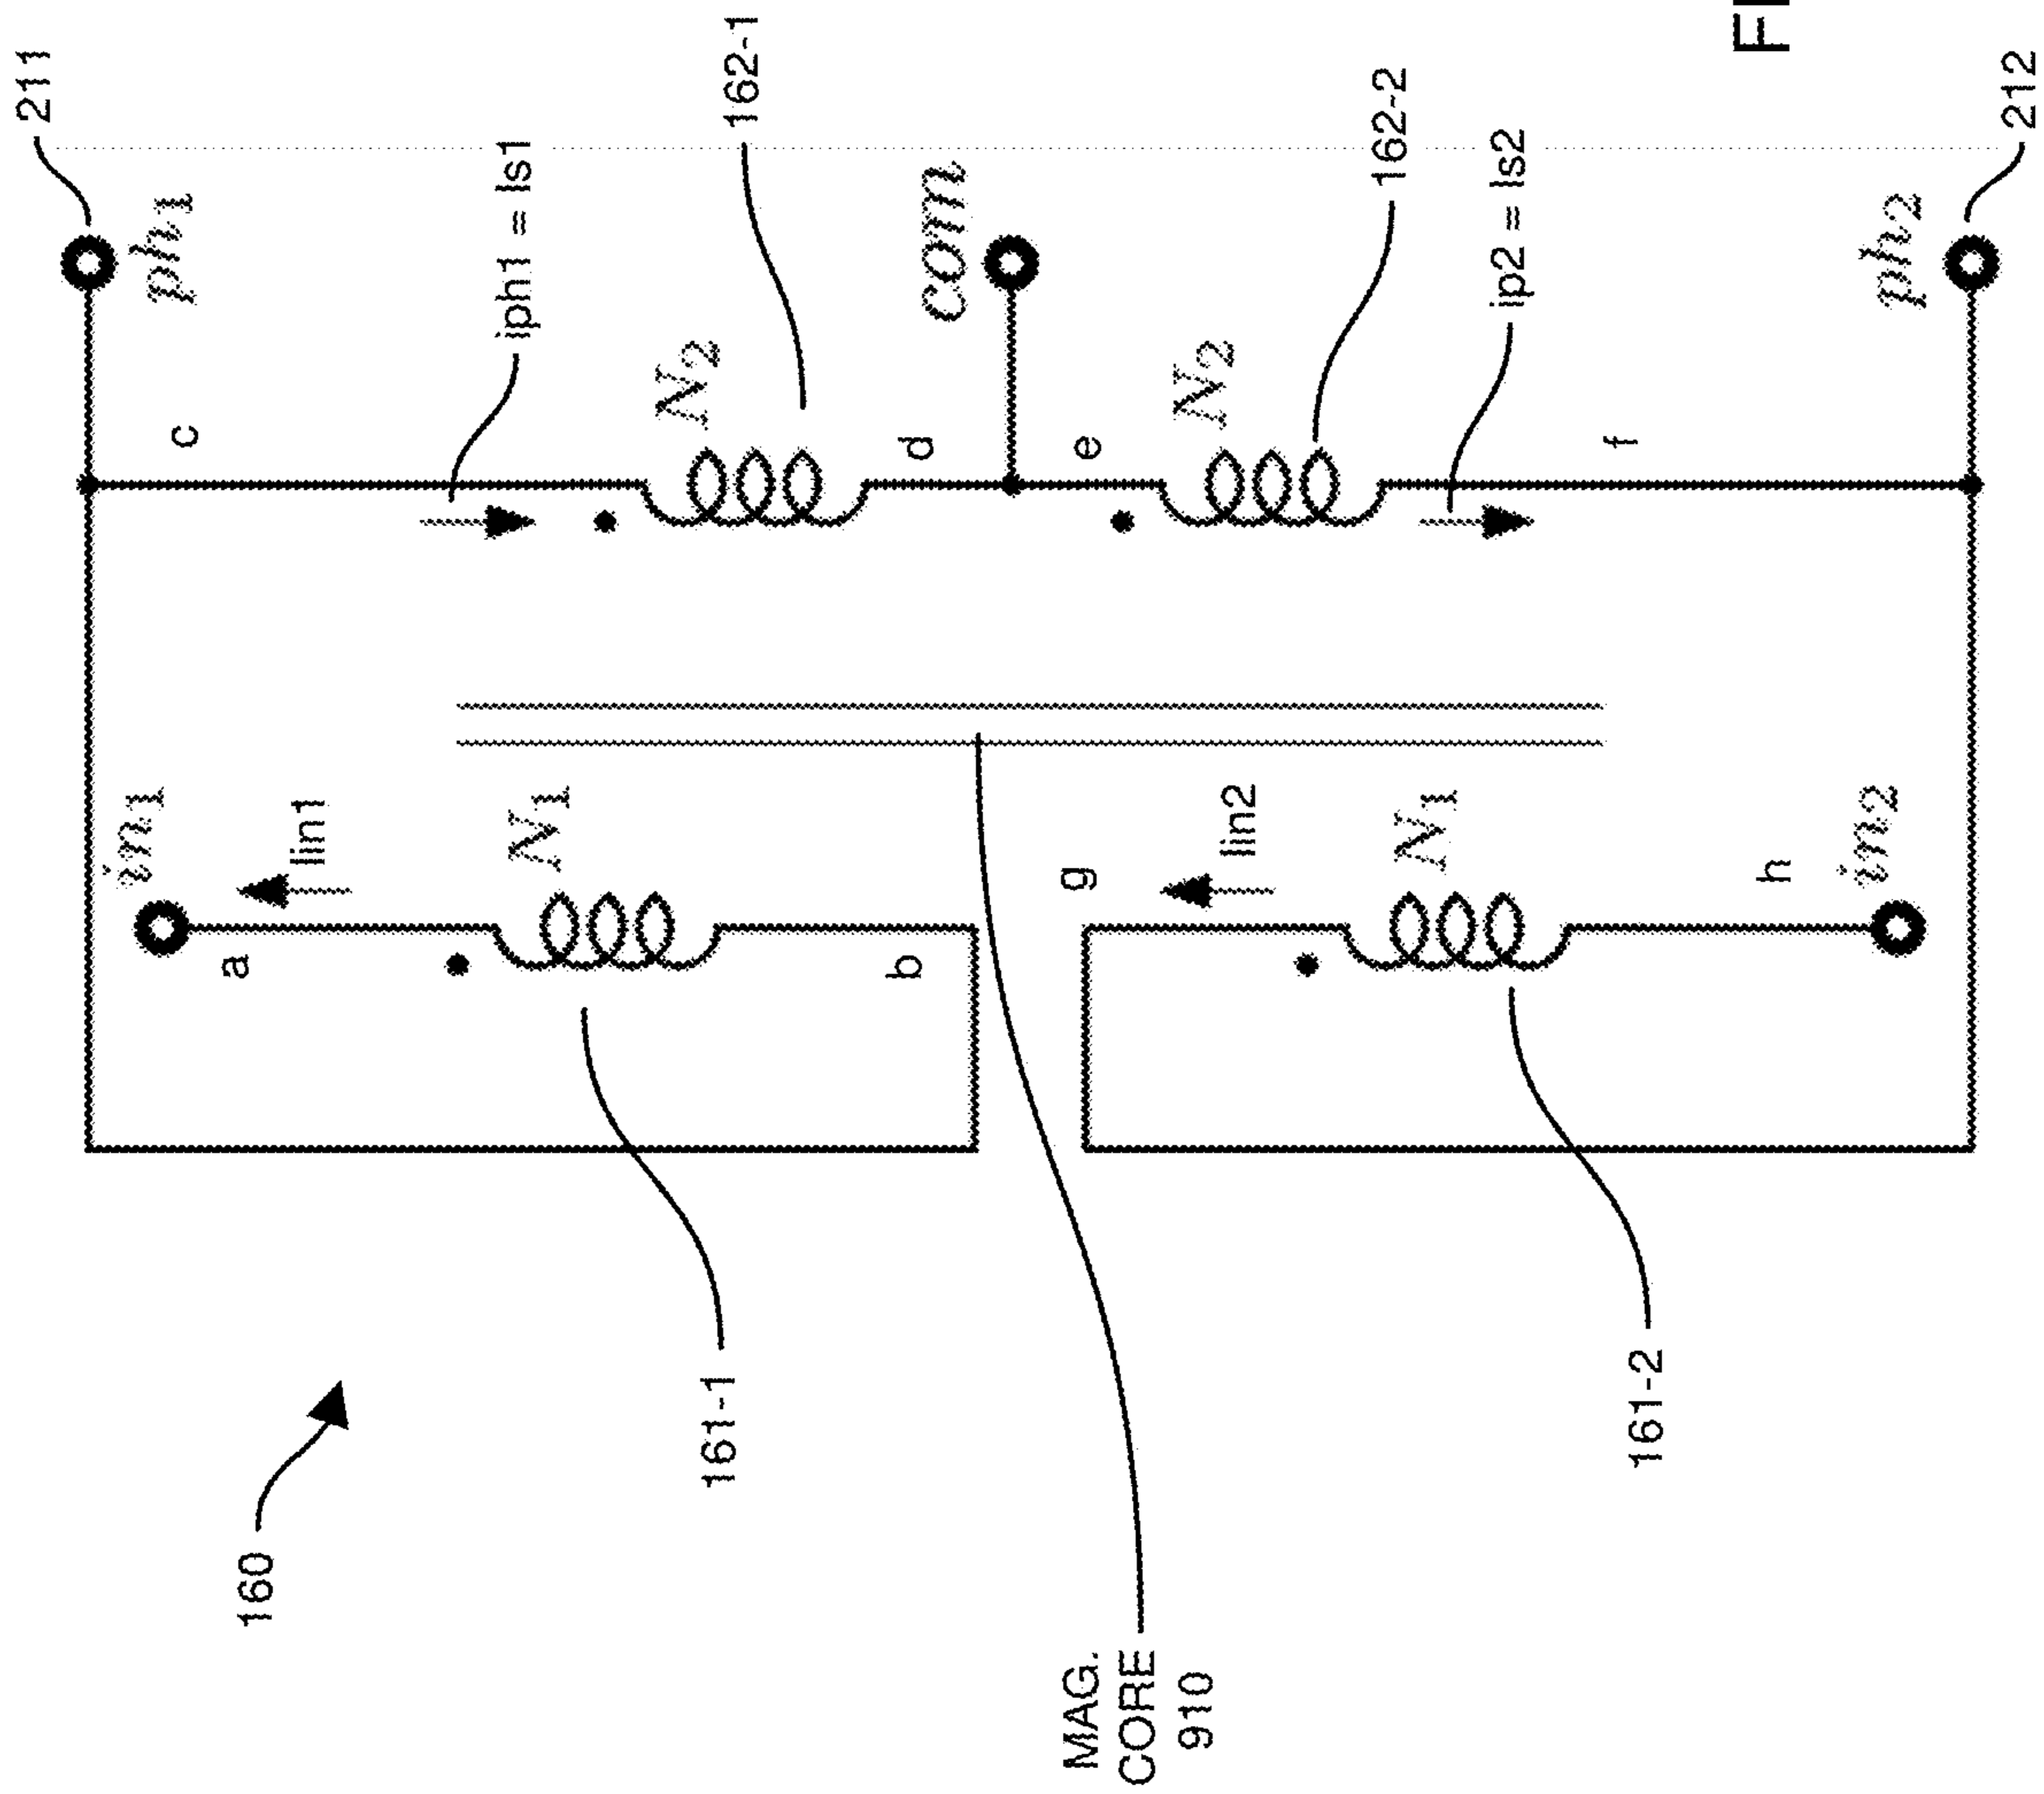 160
MAG.
CORE
910
161-1
161-2
in1
a
Iin1
N1
b
g
Iin2
N1
h
in2
c
iph1 = Is1
N2
162-1
d
com
e
N2
162-2
ip2 = Is2
f
ph1
211
ph2
212